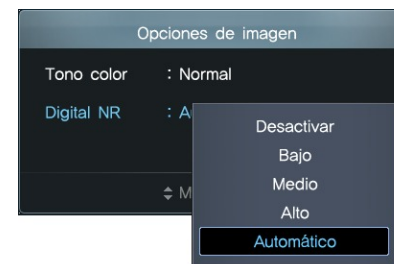 Opciones de imagen
Tono color : Normal
Digital NR : A
Desactivar
Bajo
Medio
Alto
Automático
M